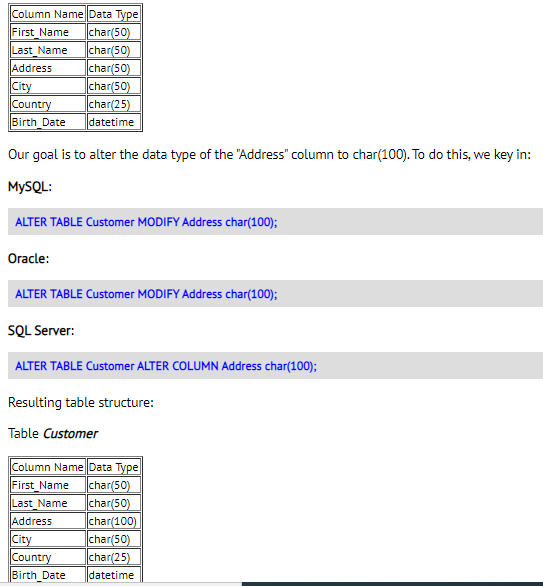 Column Name Data Type
First_Name char(50)
Last_Name char(50)
Address char(50)
City char(50)
Country char(25)
Birth_Date datetime
Our goal is to alter the data type of the "Address" column to char(100). To do this, we key in:
MySQL:
ALTER TABLE Customer MODIFY Address char(100);
Oracle:
ALTER TABLE Customer MODIFY Address char(100);
SQL Server:
ALTER TABLE Customer ALTER COLUMN Address char(100);
Resulting table structure:
Table Customer
Column Name Data Type
First_Name char(50)
Last_Name char(50)
Address char(100)
City char(50)
Country char(25)
Birth_Date datetime